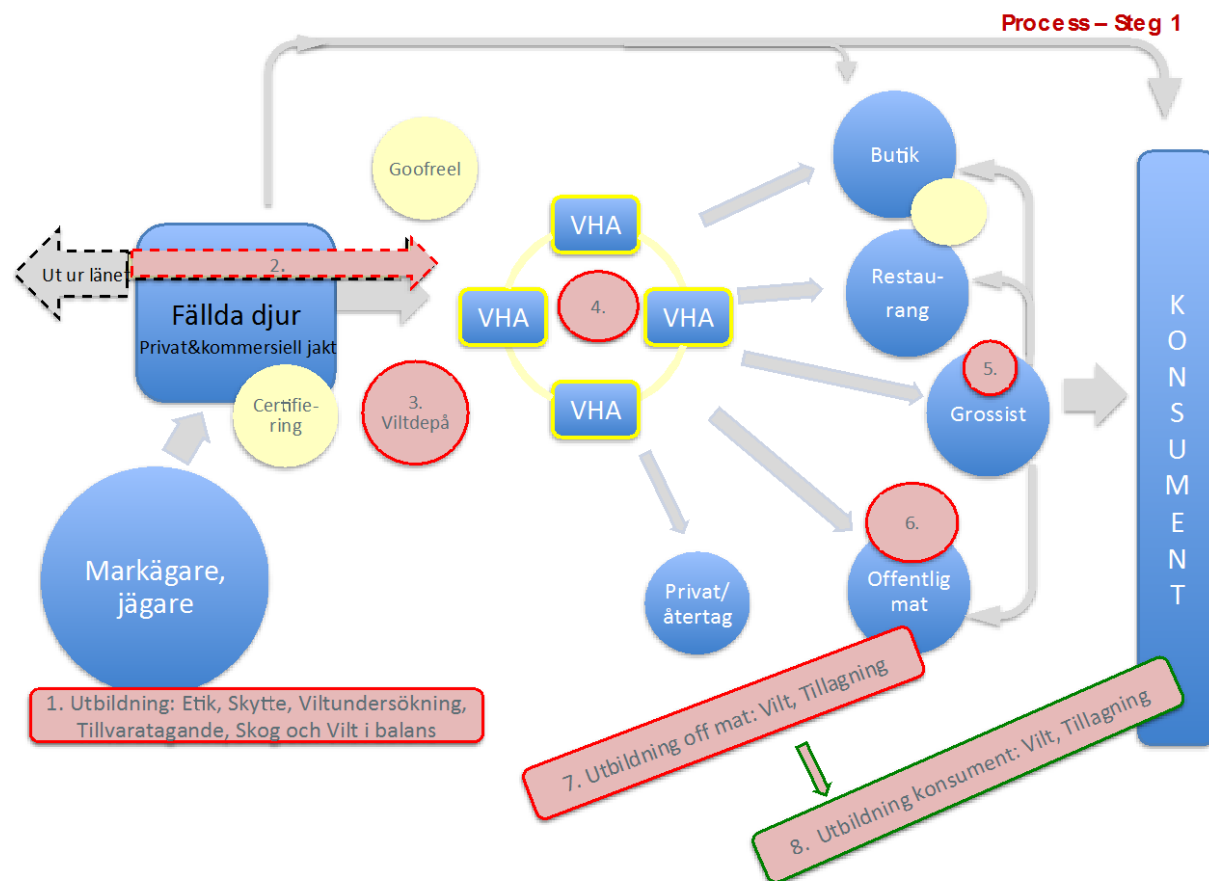 Process – Steg 1
Goofreel
Butik
VHA
Ut ur länet
2.
4.
Restau-
rang
VHA
VHA
Fällda djur
Privat&kommersiell jakt
5.
Certifie-
ring
3.
Viltdepå
VHA
Grossist
KONSUMENT
6.
Markägare,
jägare
Privat/
återtag
Offentlig
mat
1. Utbildning: Etik, Skytte, Viltundersökning,
Tillvaratagande, Skog och Vilt i balans
7. Utbildning off mat: Vilt, Tillagning
8. Utbildning konsument: Vilt, Tillagning